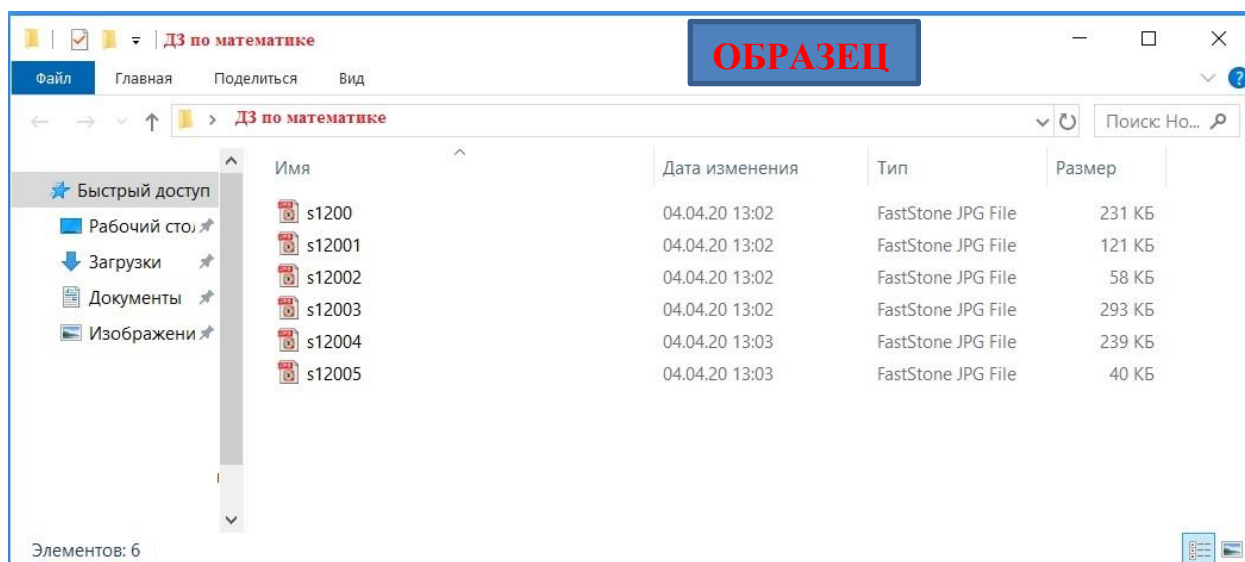 ДЗ по математике
ОБРАЗЕЦ
Файл Главная Поделиться Вид
ДЗ по математике
Поиск: Но...
Имя Дата изменения Тип Размер
Быстрый доступ
Рабочий стол
Загрузки
Документы
Изображени
s1200 04.04.20 13:02 FastStone JPG File 231 КБ
s12001 04.04.20 13:02 FastStone JPG File 121 КБ
s12002 04.04.20 13:02 FastStone JPG File 58 КБ
s12003 04.04.20 13:02 FastStone JPG File 293 КБ
s12004 04.04.20 13:03 FastStone JPG File 239 КБ
s12005 04.04.20 13:03 FastStone JPG File 40 КБ
Элементов: 6